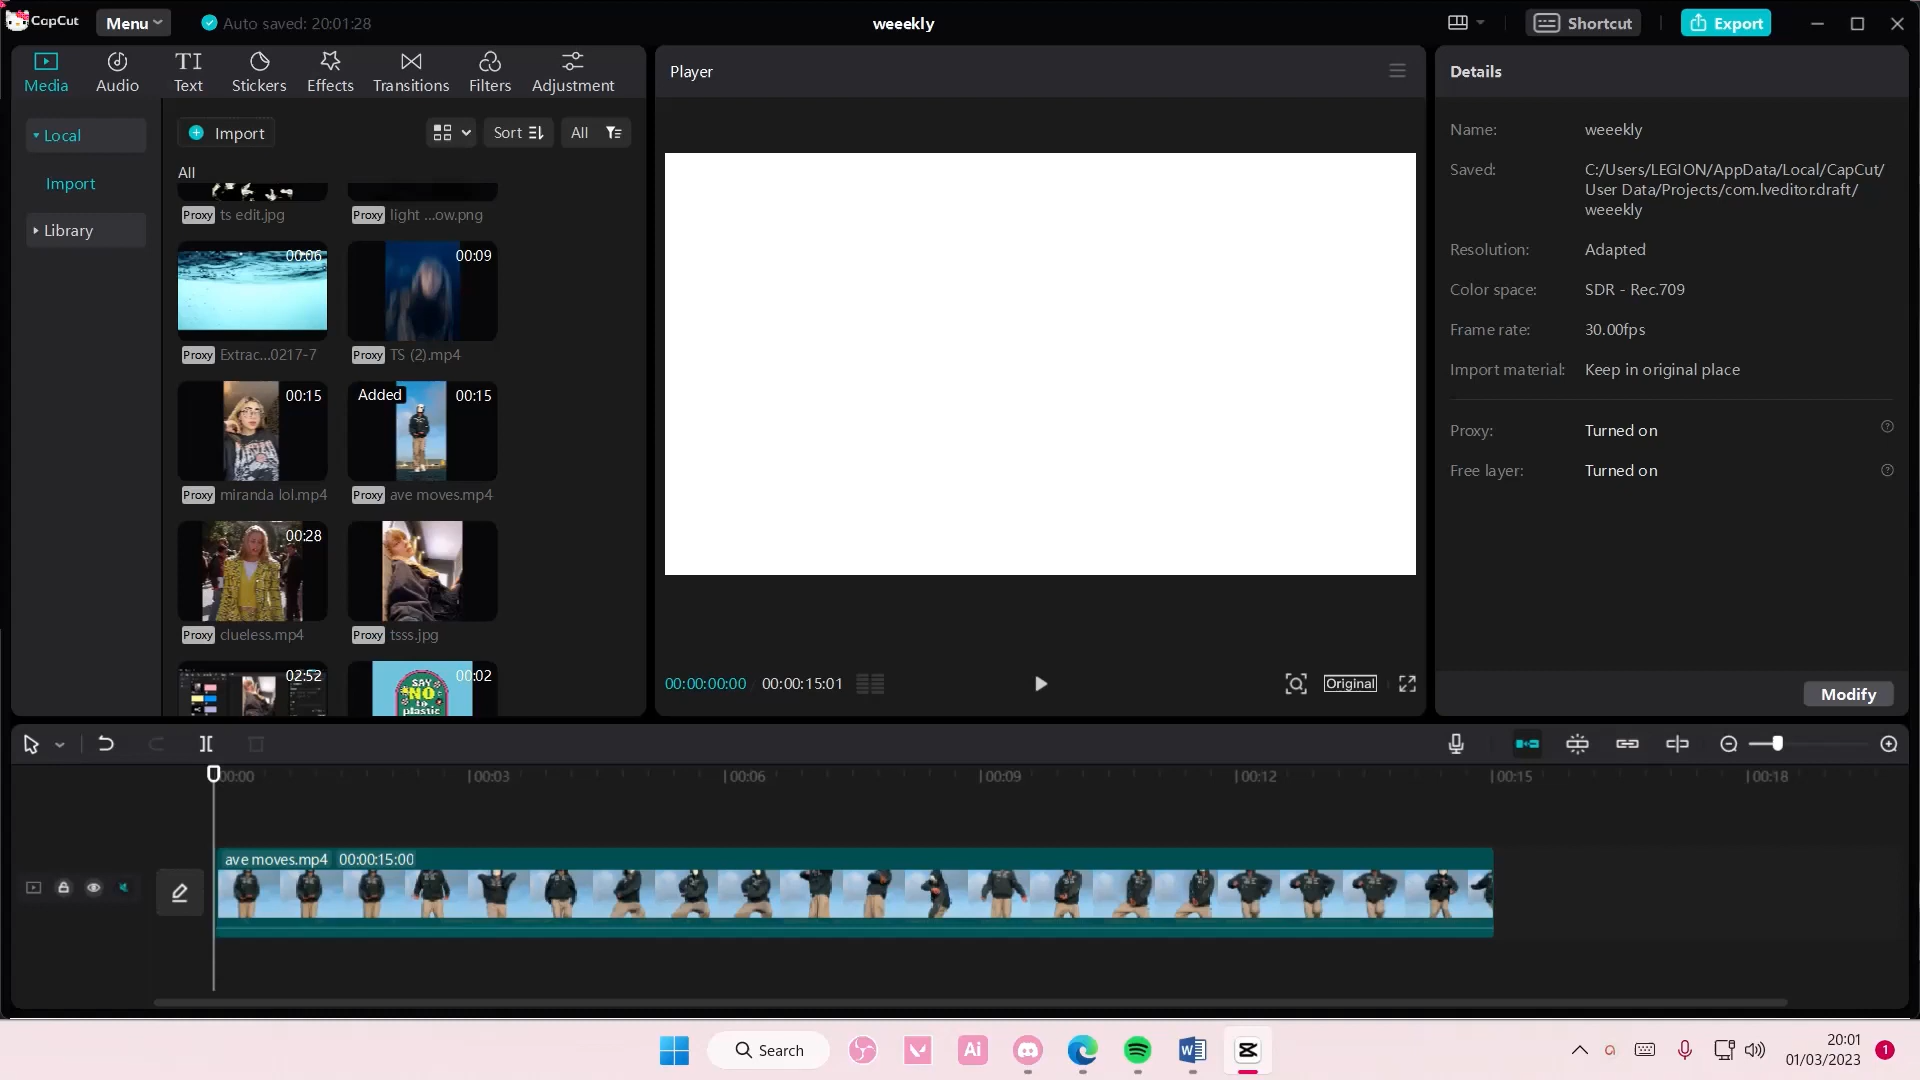 CapCut
Menu
Auto saved: 20:01:28
weeekly
Shortcut
Export
Media
Audio
TI
Text
Stickers
Effects
Transitions
Filters
Adjustment
Player
Details
Local
Import
Library
Import
Sort
All
All
Proxy ts edit.jpg
Proxy light ...ow.png
00:06
00:09
Proxy Extrac...0217-7
Proxy TS (2).mp4
00:15
Added
00:15
Proxy miranda lol.mp4
Proxy ave moves.mp4
00:28
Proxy clueless.mp4
Proxy tsss.jpg
02:52
00:02
SAY
NO
to
plastic
00:00:00:00
00:00:15:01
Original
Name: weeekly
Saved: C:/Users/LEGION/AppData/Local/CapCut/
User Data/Projects/com.lveditor.draft/
weeekly
Resolution: Adapted
Color space: SDR - Rec.709
Frame rate: 30.00fps
Import material: Keep in original place
Proxy: Turned on
Free layer: Turned on
Modify
00:00
00:03
00:06
00:09
00:12
00:15
00:18
ave moves.mp4 00:00:15:00
Search
Ai
20:01
01/03/2023
1